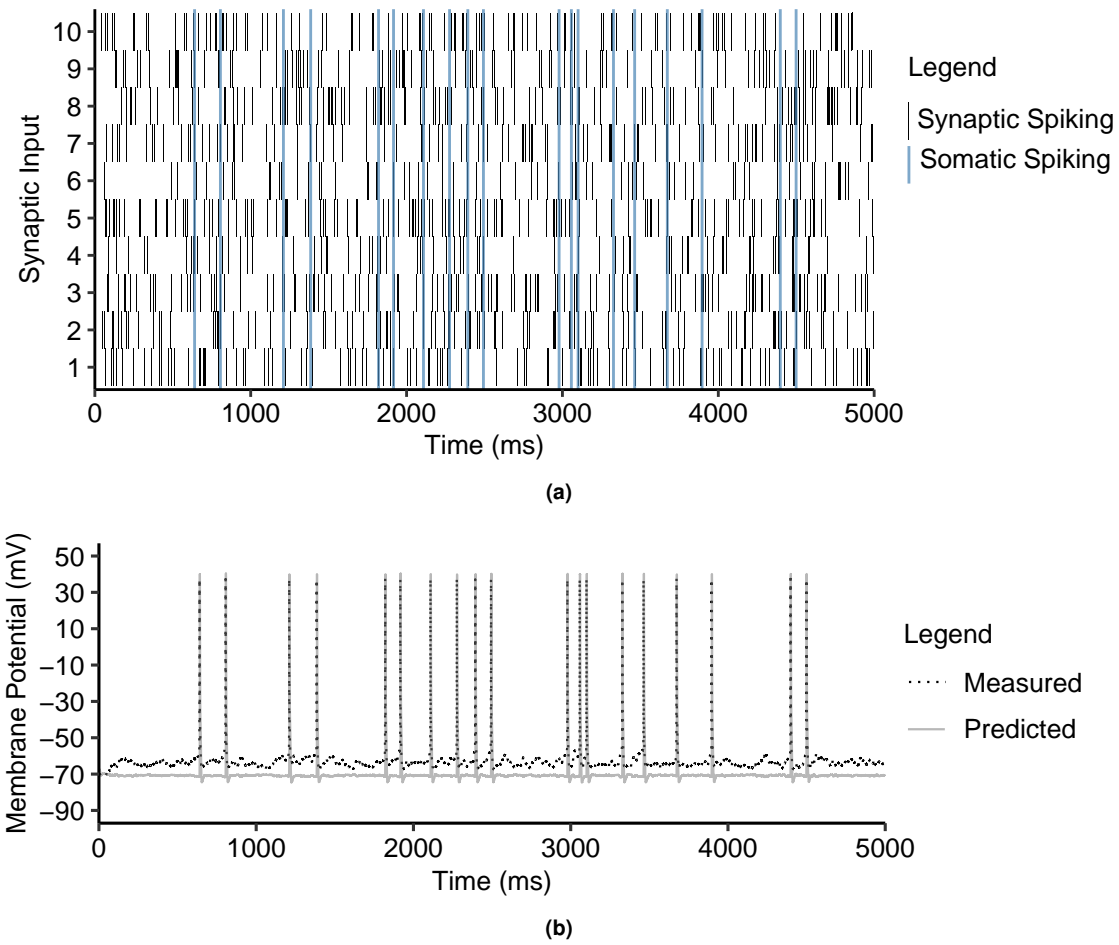 Synaptic Input
10
9
8
7
6
5
4
3
2
1
0 1000 2000 3000 4000 5000
Time (ms)
Legend
Synaptic Spiking
Somatic Spiking
(a)
Membrane Potential (mV)
50
30
10
−10
−30
−50
−70
−90
0 1000 2000 3000 4000 5000
Time (ms)
Legend
Measured
Predicted
(b)